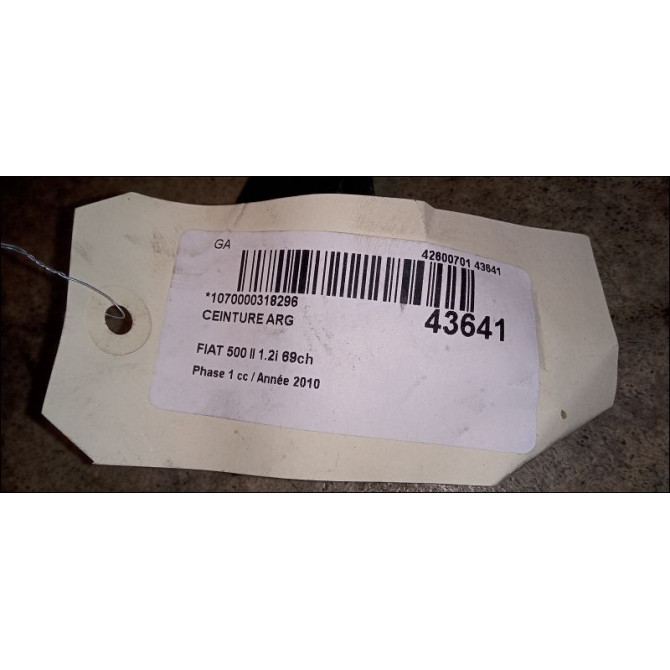 GA
42600701 43641
*1070000318296
43641
CEINTURE ARG
FIAT 500 II 1.2i 69ch
Phase 1 cc / Année 2010